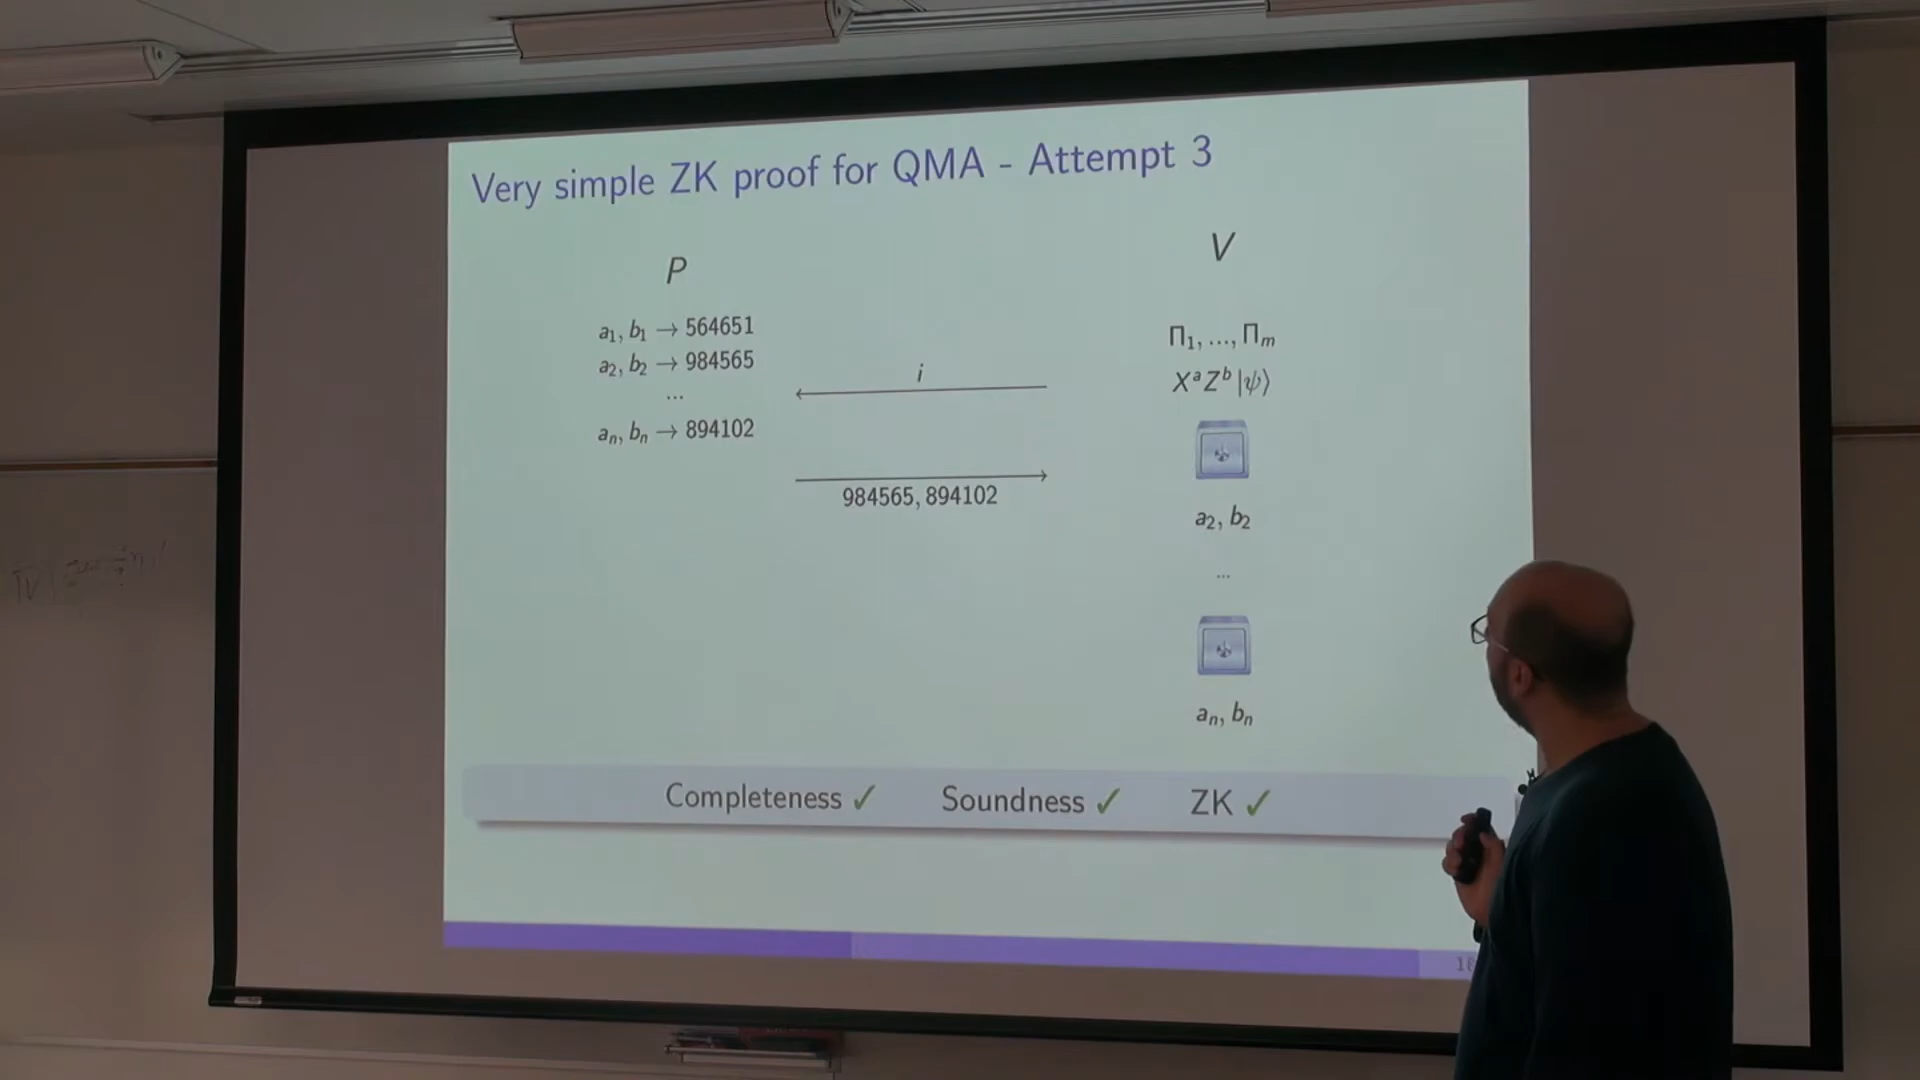 Very simple ZK proof for QMA - Attempt 3
P
V
a₁, b₁ → 564651
a₂, b₂ → 984565
...
aₙ, bₙ → 894102
i
984565, 894102
Π₁, ..., Πₘ
XᵃZᵇ|ψ⟩
a₂, b₂
...
aₙ, bₙ
Completeness ✓ Soundness ✓ ZK ✓